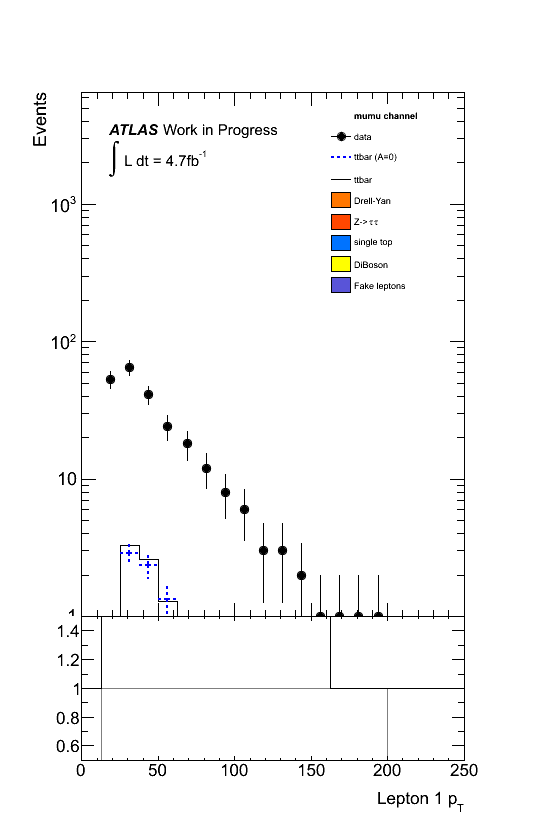 Events
ATLAS Work in Progress
∫ L dt = 4.7fb⁻¹
mumu channel
data
ttbar (A=0)
ttbar
Drell-Yan
Z->ττ
single top
DiBoson
Fake leptons
10³
10²
10
1
1.4
1.2
1
0.8
0.6
0 50 100 150 200 250
Lepton 1 p_T